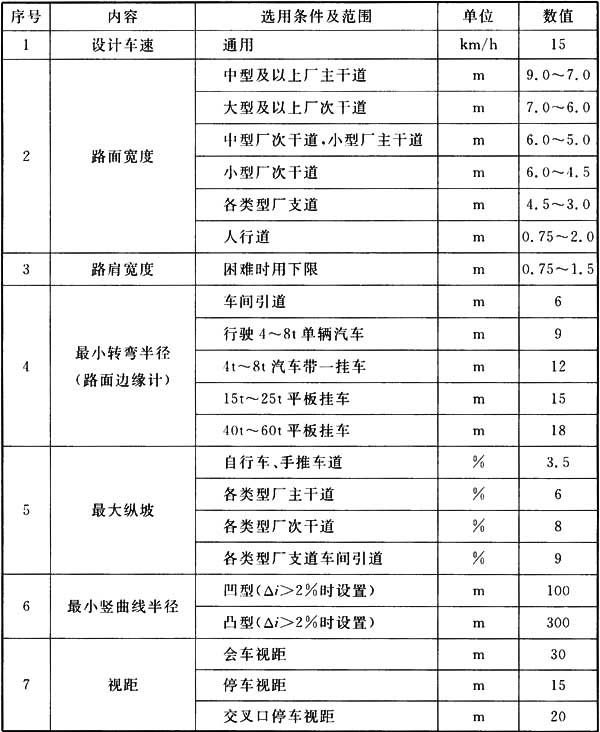 序号 内容 选用条件及范围 单位 数值
1 设计车速 通用 km/h 15
2 路面宽度 中型及以上厂主干道 m 9.0～7.0
大型及以上厂次干道 m 7.0～6.0
中型厂次干道,小型厂主干道 m 6.0～5.0
小型厂次干道 m 6.0～4.5
各类型厂支道 m 4.5～3.0
人行道 m 0.75～2.0
3 路肩宽度 困难时用下限 m 0.75～1.5
4 最小转弯半径(路面边缘计) 车间引道 m 6
行驶4～8t单辆汽车 m 9
4t～8t汽车带一挂车 m 12
15t～25t平板挂车 m 15
40t～60t平板挂车 m 18
5 最大纵坡 自行车、手推车道 % 3.5
各类型厂主干道 % 6
各类型厂次干道 % 8
各类型厂支道车间引道 % 9
6 最小竖曲线半径 凹型(Δi>2%时设置) m 100
凸型(Δi>2%时设置) m 300
7 视距 会车视距 m 30
停车视距 m 15
交叉口停车视距 m 20